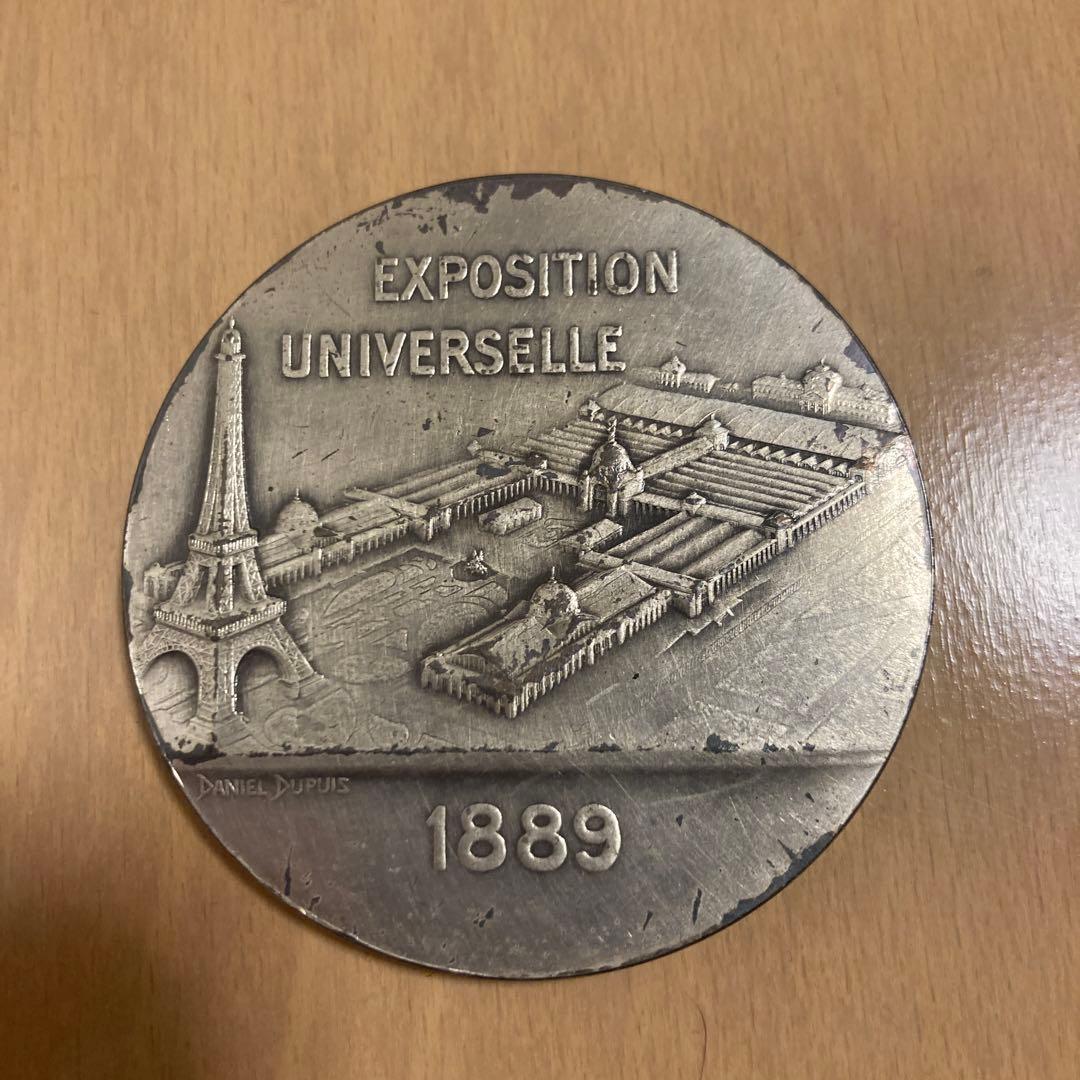 EXPOSITION
UNIVERSELLE
DANIEL DUPUIS
1889